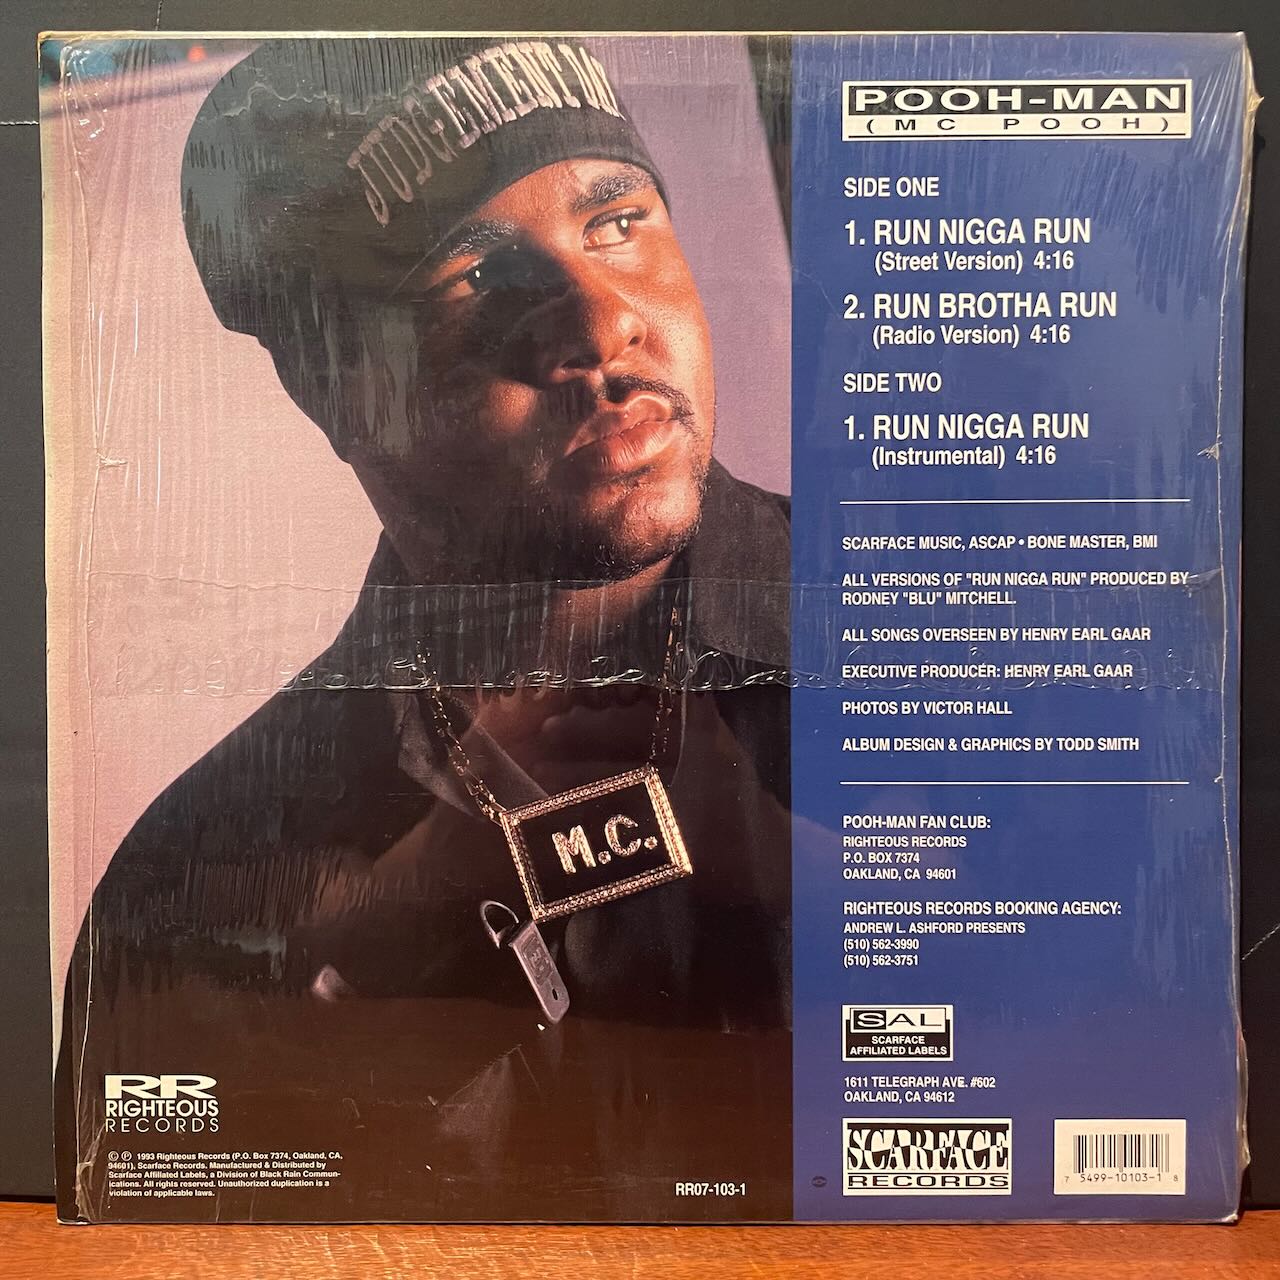 JUDGEMENT DAY
POOH-MAN
(MC POOH)
SIDE ONE
1. RUN NIGGA RUN
(Street Version) 4:16
2. RUN BROTHA RUN
(Radio Version) 4:16
SIDE TWO
1. RUN NIGGA RUN
(Instrumental) 4:16
SCARFACE MUSIC, ASCAP • BONE MASTER, BMI
ALL VERSIONS OF "RUN NIGGA RUN" PRODUCED BY
RODNEY "BLU" MITCHELL.
ALL SONGS OVERSEEN BY HENRY EARL GAAR
EXECUTIVE PRODUCER: HENRY EARL GAAR
PHOTOS BY VICTOR HALL
ALBUM DESIGN & GRAPHICS BY TODD SMITH
M.C.
POOH-MAN FAN CLUB:
RIGHTEOUS RECORDS
P.O. BOX 7374
OAKLAND, CA 94601
RIGHTEOUS RECORDS BOOKING AGENCY:
ANDREW L. ASHFORD PRESENTS
(510) 562-3990
(510) 562-3751
SAL
SCARFACE
AFFILIATED LABELS
1611 TELEGRAPH AVE. #602
OAKLAND, CA 94612
SCARFACE
RECORDS
7 5499-10103-1 8
RR
RIGHTEOUS
RECORDS
© ℗ 1993 Righteous Records (P.O. Box 7374, Oakland, CA,
94601), Scarface Records. Manufactured & Distributed by
Scarface Affiliated Labels, a Division of Black Rain Commun-
ications. All rights reserved. Unauthorized duplication is a
violation of applicable laws.
RR07-103-1